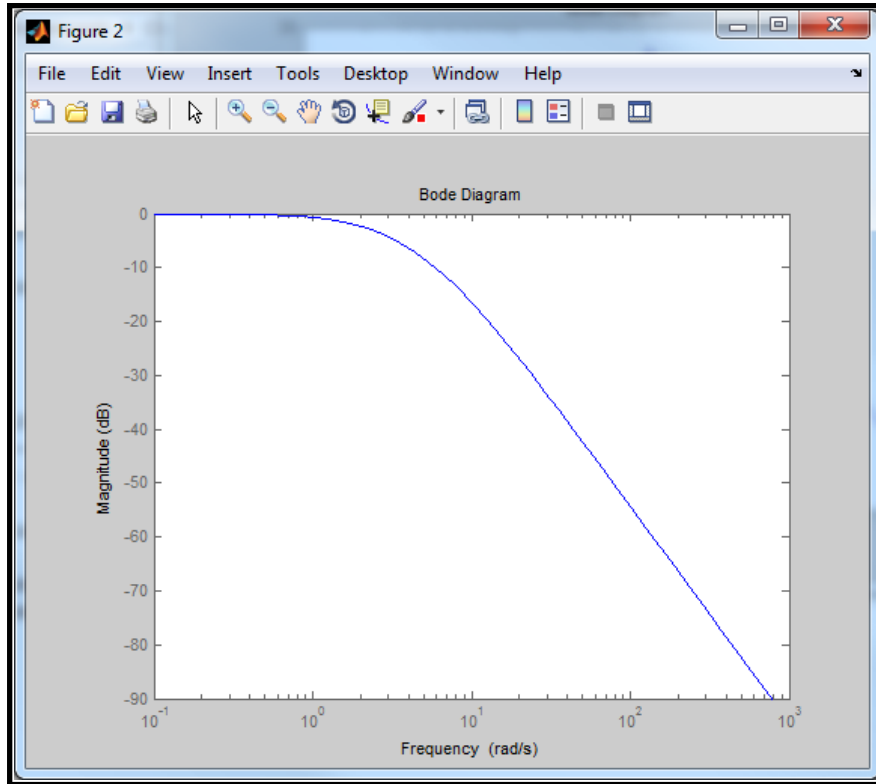 Figure 2
File Edit View Insert Tools Desktop Window Help
Bode Diagram
0
-10
-20
-30
-40
-50
-60
-70
-80
-90
Magnitude (dB)
10^-1 10^0 10^1 10^2 10^3
Frequency (rad/s)